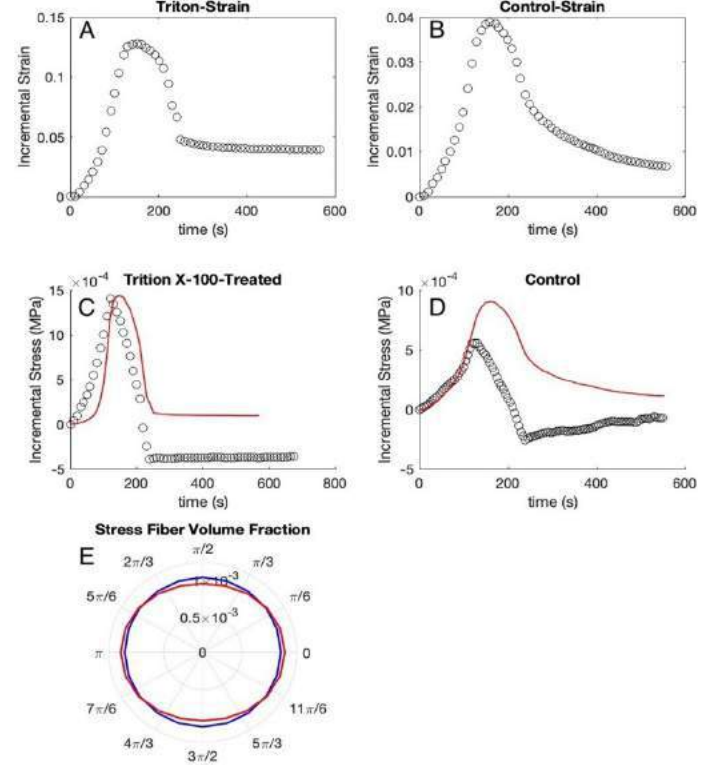 Triton-Strain
A
Incremental Strain
0.15
0.1
0.05
0
0 200 400 600
time (s)
Control-Strain
B
Incremental Strain
0.04
0.03
0.02
0.01
0
0 200 400 600
time (s)
Trition X-100-Treated
×10⁻⁴
C
Incremental Stress (MPa)
15
10
5
0
-5
0 200 400 600 800
time (s)
Control
×10⁻⁴
D
Incremental Stress (MPa)
10
5
0
-5
0 200 400 600
time (s)
Stress Fiber Volume Fraction
E
π/2
2π/3 π/3
5π/6 π/6
1×10⁻³
0.5×10⁻³
π 0 0
7π/6 11π/6
4π/3 5π/3
3π/2